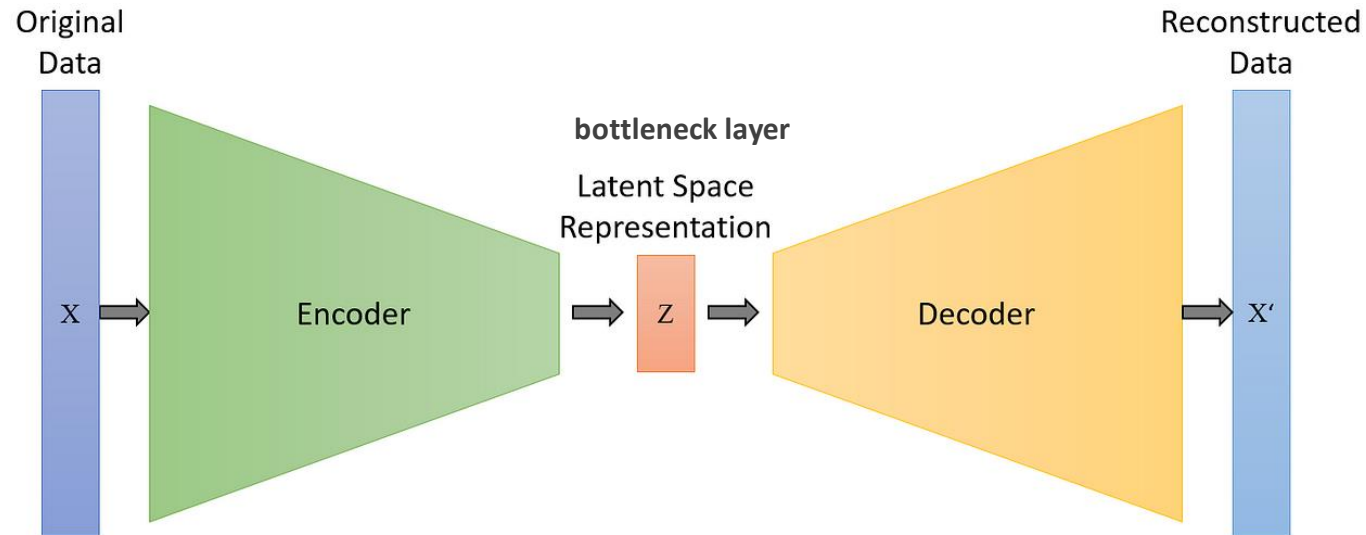 Original
Data
Reconstructed
Data
bottleneck layer
Latent Space
Representation
X
Encoder
Z
Decoder
X‘